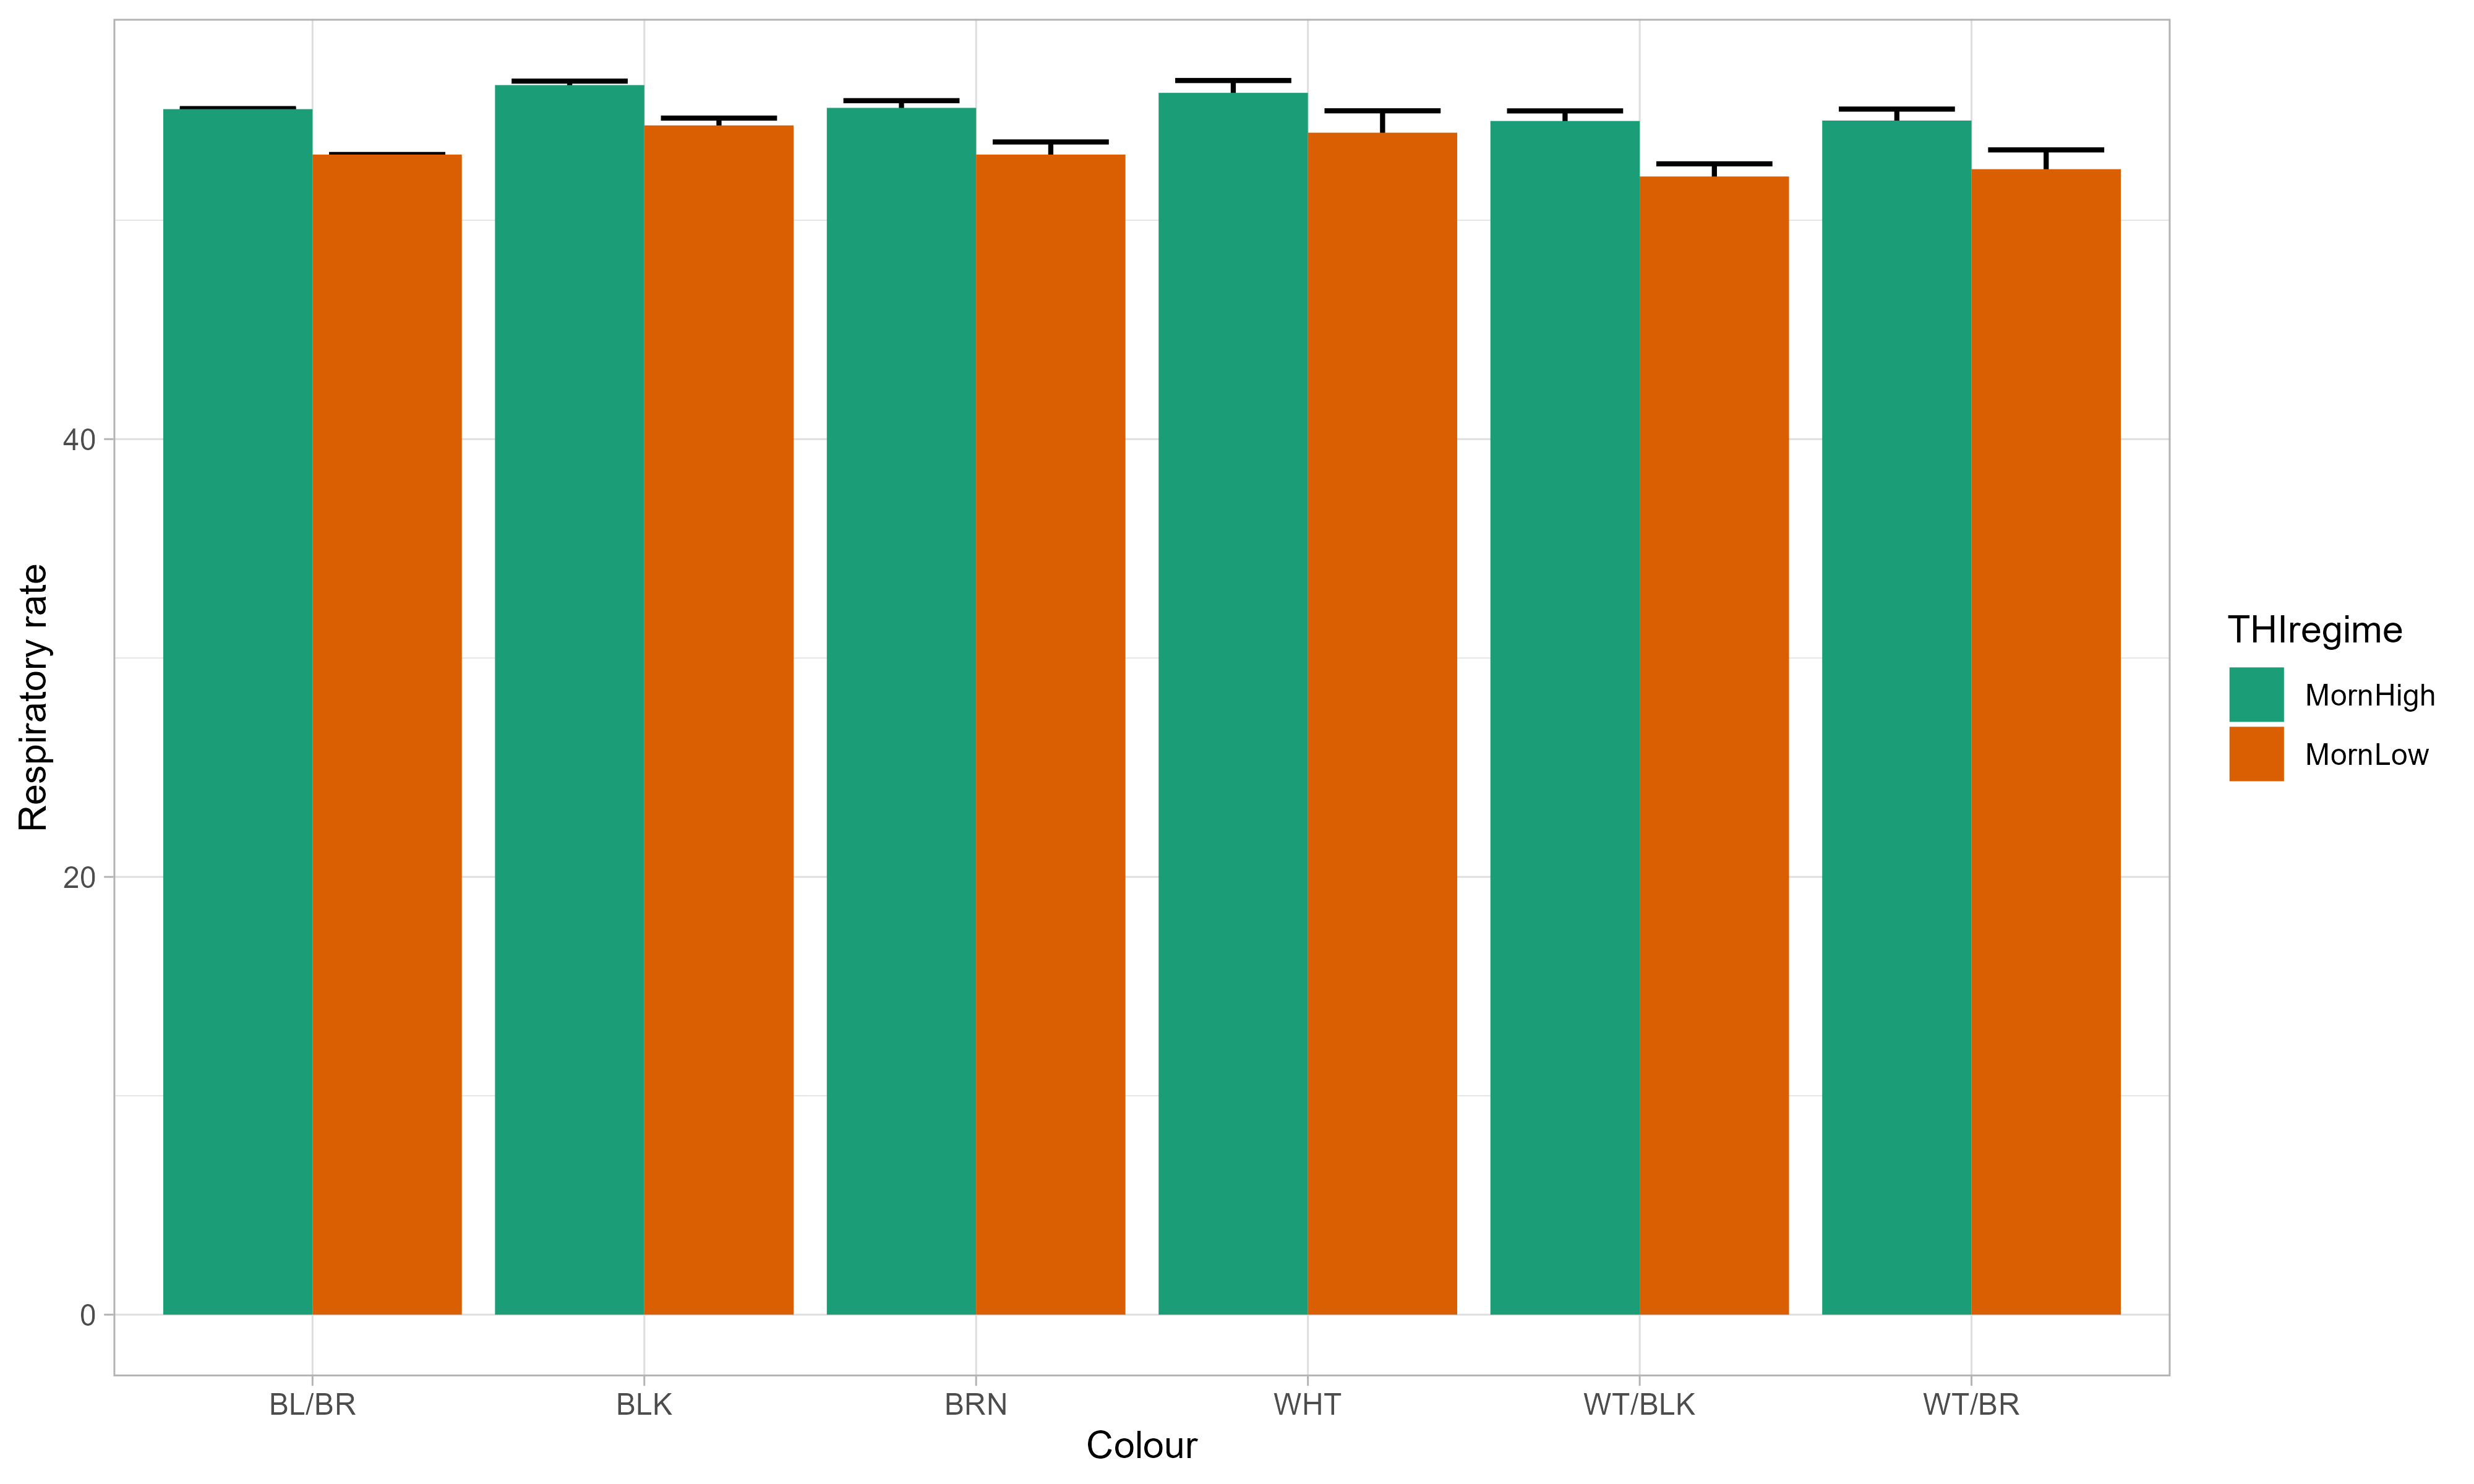 Respiratory rate
40
20
0
BL/BR BLK BRN WHT WT/BLK WT/BR
Colour
THIregime
MornHigh
MornLow